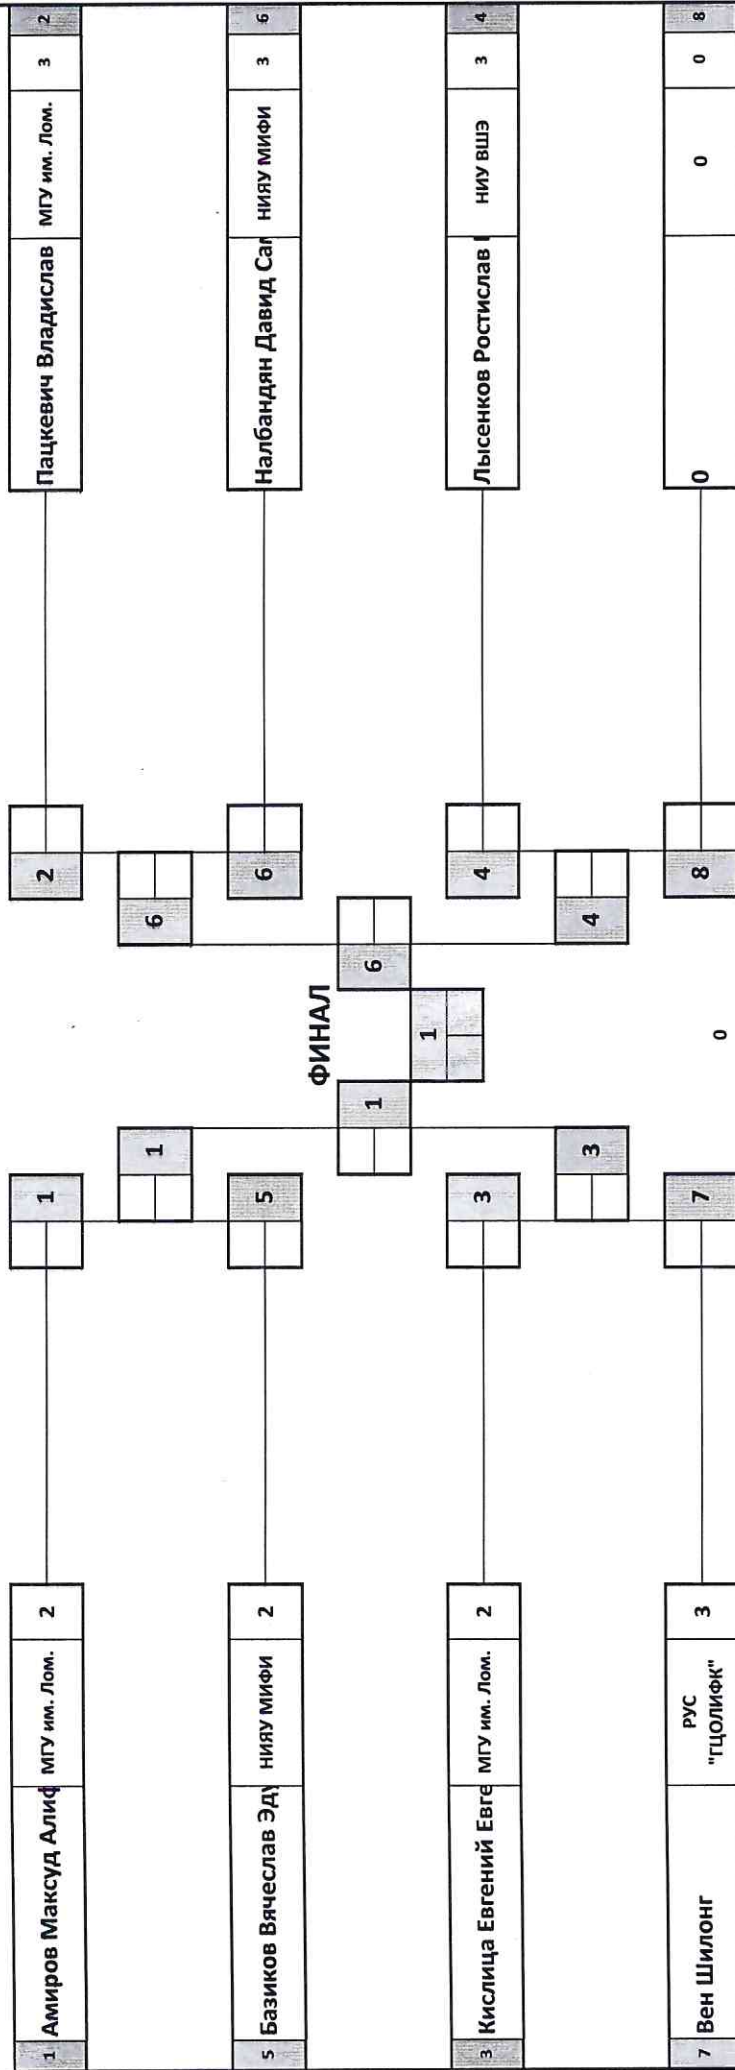 1 Амиров Максуд Алиф МГУ им. Лом. 2 1 2 Пацкевич Владислав МГУ им. Лом. 3 2
1 6
5 Базиков Вячеслав Эду НИЯУ МИФИ 2 5 6 Налбандян Давид Сам НИЯУ МИФИ 3 6
ФИНАЛ
1 6
1
3 Кислица Евгений Евге МГУ им. Лом. 2 3 4 Лысенков Ростислав НИУ ВШЭ 3 4
3 4
7 Вен Шилонг РУС "ГЦОЛИФК" 3 7 8 0 0 0 8
0